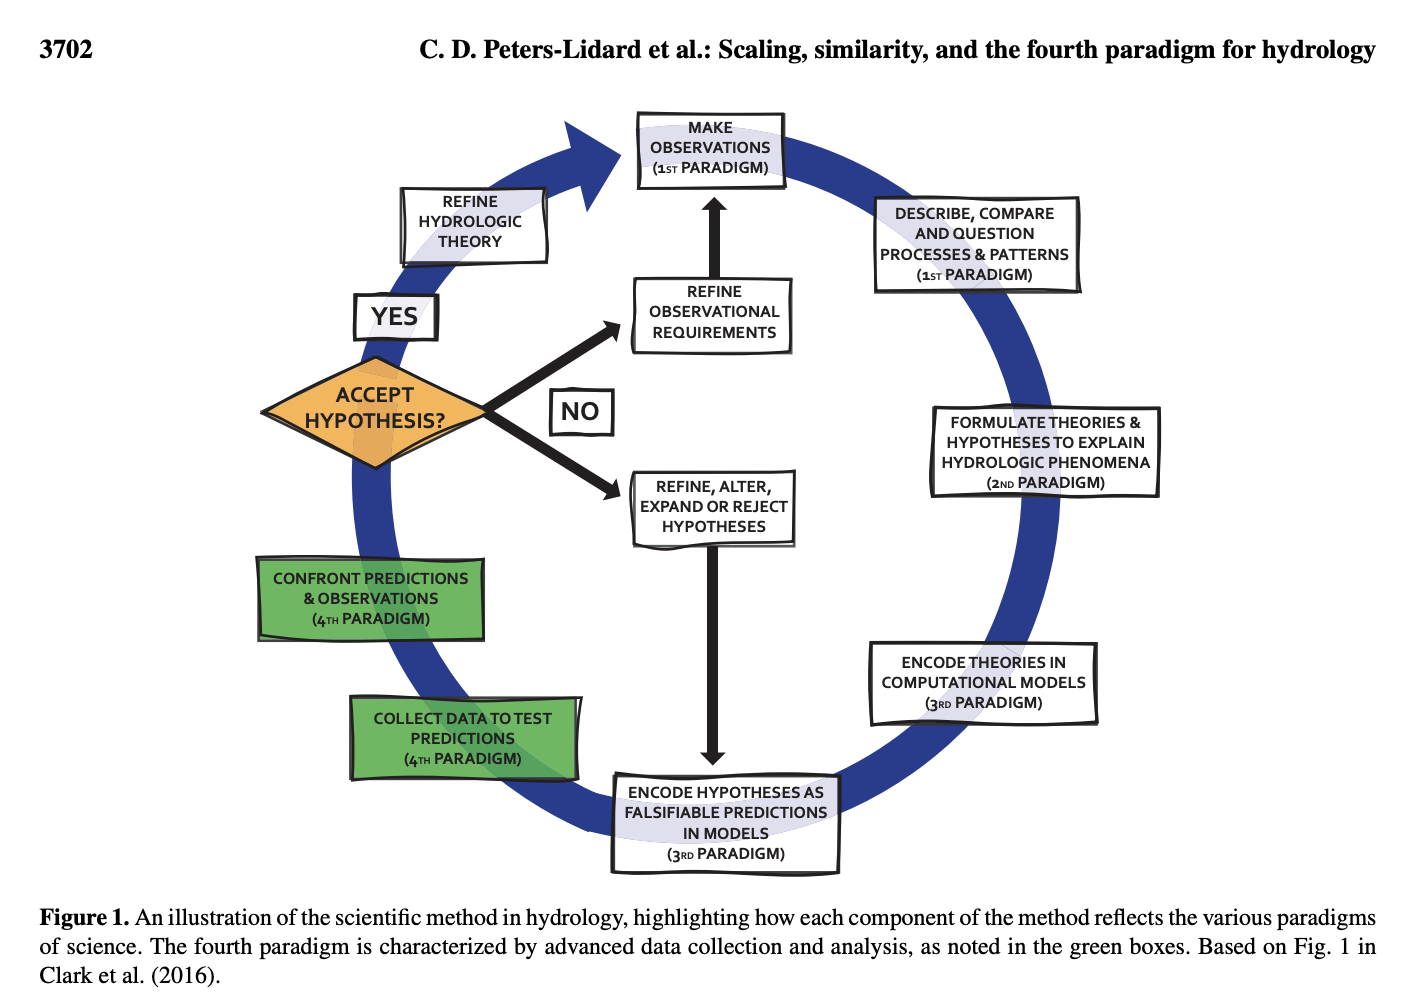 3702
C. D. Peters-Lidard et al.: Scaling, similarity, and the fourth paradigm for hydrology
MAKE
OBSERVATIONS
(1ST PARADIGM)
DESCRIBE, COMPARE
AND QUESTION
PROCESSES & PATTERNS
(1ST PARADIGM)
FORMULATE THEORIES &
HYPOTHESES TO EXPLAIN
HYDROLOGIC PHENOMENA
(2ND PARADIGM)
ENCODE THEORIES IN
COMPUTATIONAL MODELS
(3RD PARADIGM)
ENCODE HYPOTHESES AS
FALSIFIABLE PREDICTIONS
IN MODELS
(3RD PARADIGM)
COLLECT DATA TO TEST
PREDICTIONS
(4TH PARADIGM)
CONFRONT PREDICTIONS
& OBSERVATIONS
(4TH PARADIGM)
ACCEPT
HYPOTHESIS?
YES
REFINE
HYDROLOGIC
THEORY
NO
REFINE
OBSERVATIONAL
REQUIREMENTS
REFINE, ALTER,
EXPAND OR REJECT
HYPOTHESES
Figure 1. An illustration of the scientific method in hydrology, highlighting how each component of the method reflects the various paradigms
of science. The fourth paradigm is characterized by advanced data collection and analysis, as noted in the green boxes. Based on Fig. 1 in
Clark et al. (2016).